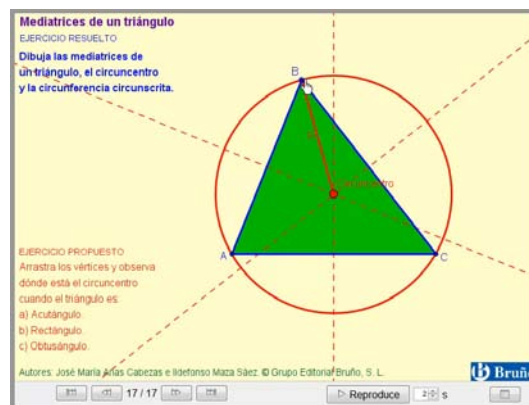 Mediatrices de un triángulo
EJERCICIO RESUELTO
Dibuja las mediatrices de
un triángulo, el circuncentro
y la circunferencia circunscrita.
B
R
Circuncentro
A
C
EJERCICIO PROPUESTO
Arrastra los vértices y observa
dónde está el circuncentro
cuando el triángulo es:
a) Acutángulo.
b) Rectángulo.
c) Obtusángulo.
Autores: José María Arias Cabezas e Ildefonso Maza Sáez. © Grupo Editorial Bruño, S. L.
Bruño
17 / 17
Reproduce
2
s